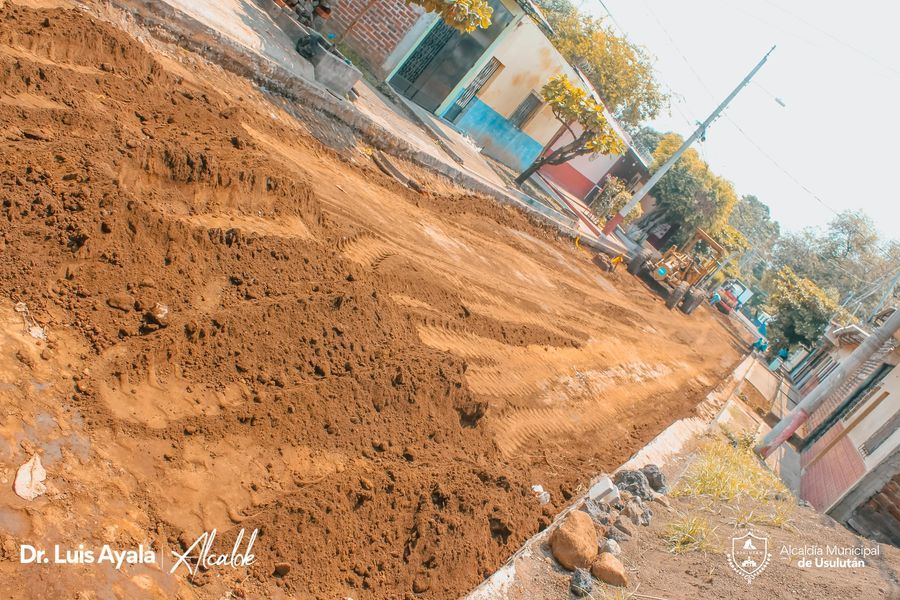 Dr. Luis Ayala | Alcalde
Alcaldía Municipal
de Usulután